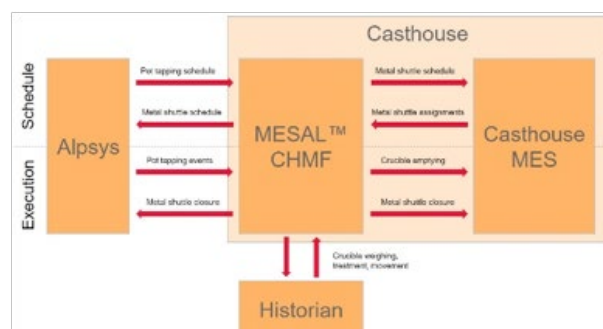 Casthouse
Schedule
Execution
Alpsys
Pot tapping schedule
Metal shuttle schedule
Pot tapping events
Metal shuttle closure
MESAL™
CHMF
Metal shuttle schedule
Metal shuttle assignments
Crucible emptying
Metal shuttle closure
Casthouse
MES
Crucible weighing,
treatment, movement
Historian